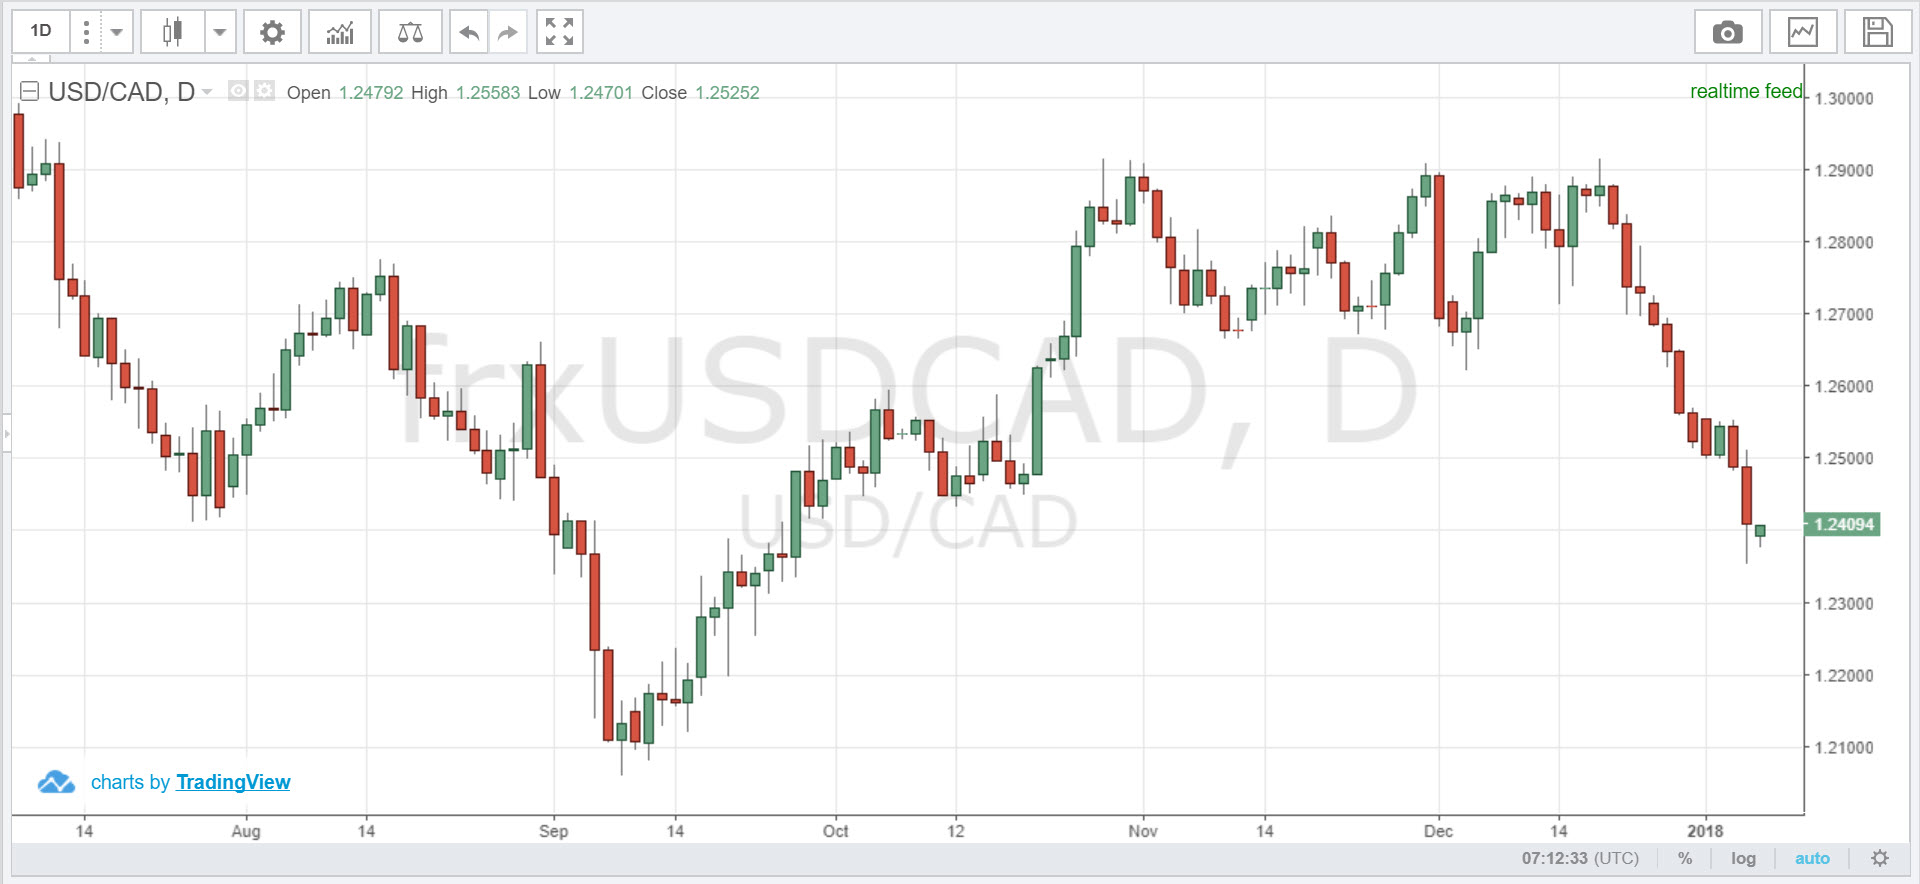 1D
USD/CAD, D Open 1.24792 High 1.25583 Low 1.24701 Close 1.25252
realtime feed
1.30000
1.29000
1.28000
1.27000
1.26000
1.25000
1.24094
1.23000
1.22000
1.21000
frxUSDCAD, D
USD/CAD
charts by TradingView
14 Aug 14 Sep 14 Oct 12 Nov 14 Dec 14 2018
07:12:33 (UTC) % log auto